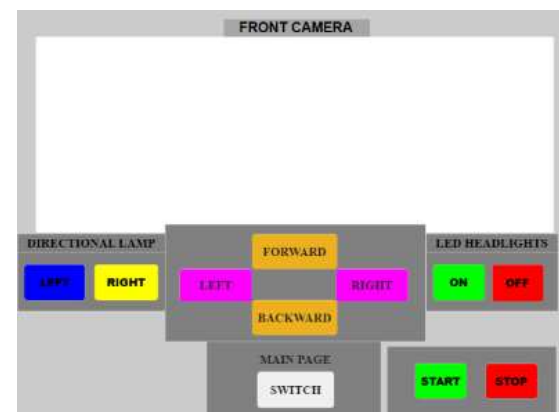 FRONT CAMERA
DIRECTIONAL LAMP
LEFT
RIGHT
FORWARD
LEFT
RIGHT
BACKWARD
LED HEADLIGHTS
ON
OFF
MAIN PAGE
SWITCH
START
STOP